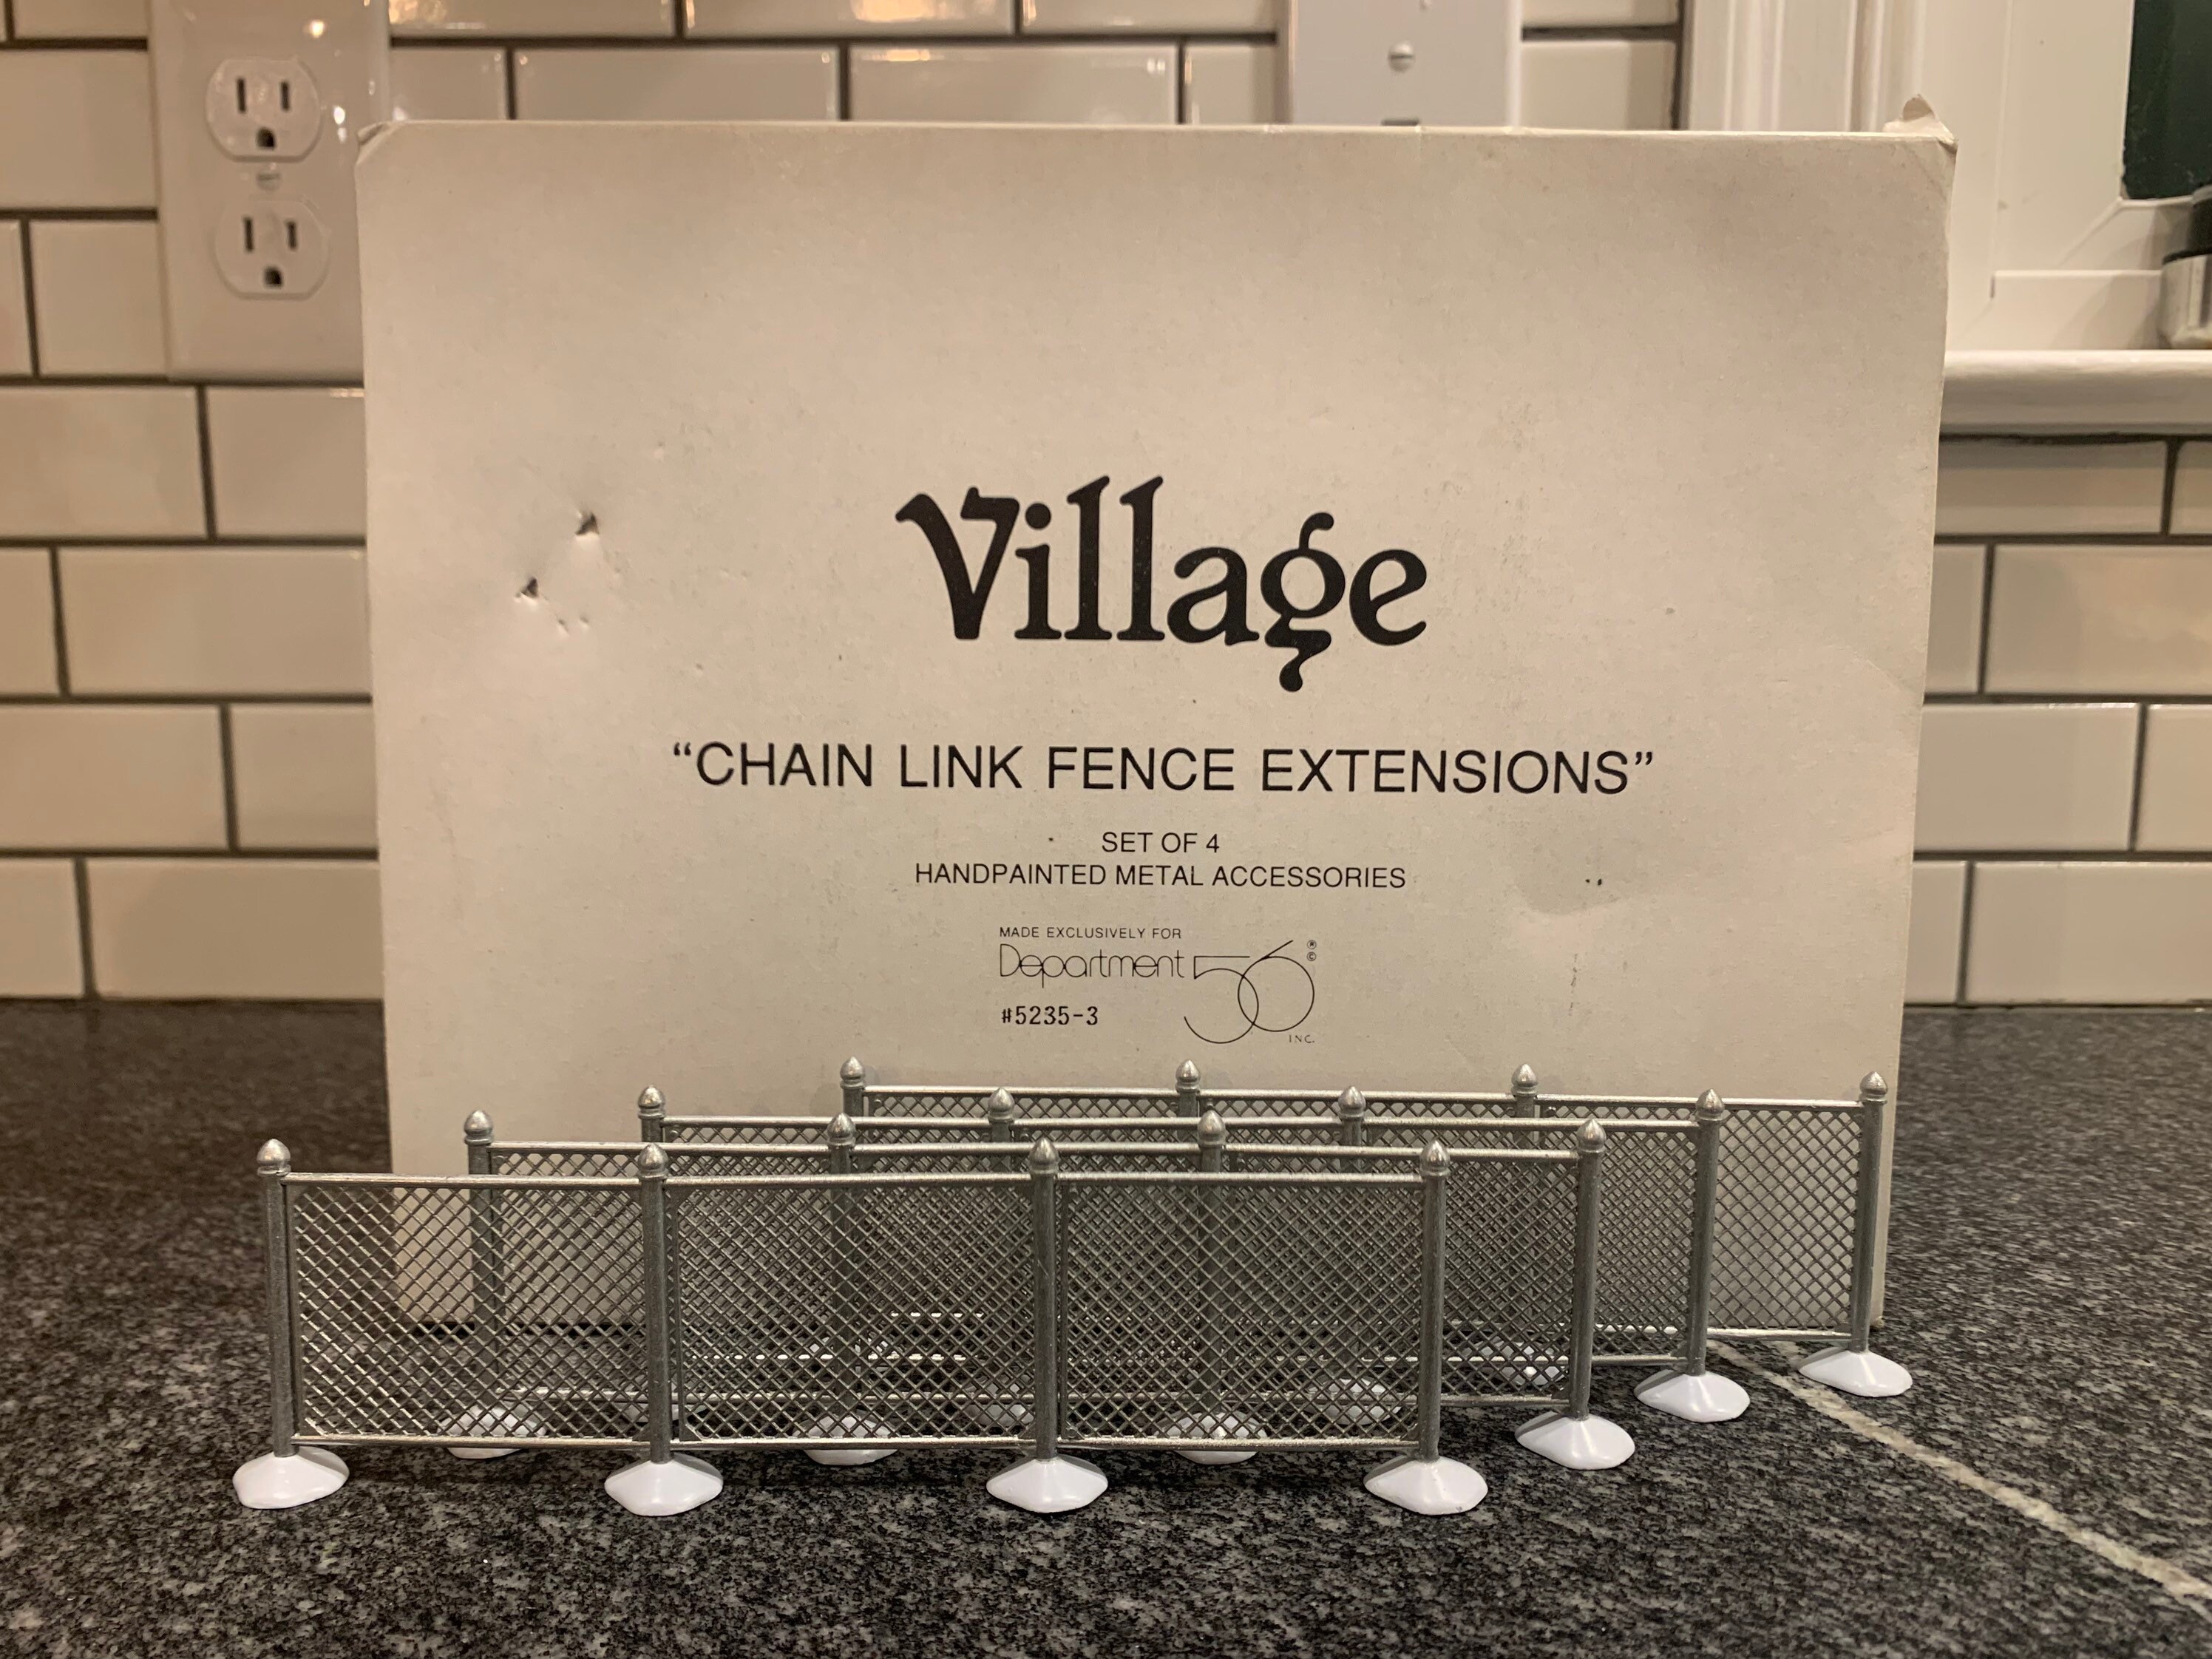 Village
“CHAIN LINK FENCE EXTENSIONS”
SET OF 4
HANDPAINTED METAL ACCESSORIES
MADE EXCLUSIVELY FOR
Department 56 ® ©
#5235-3
INC.